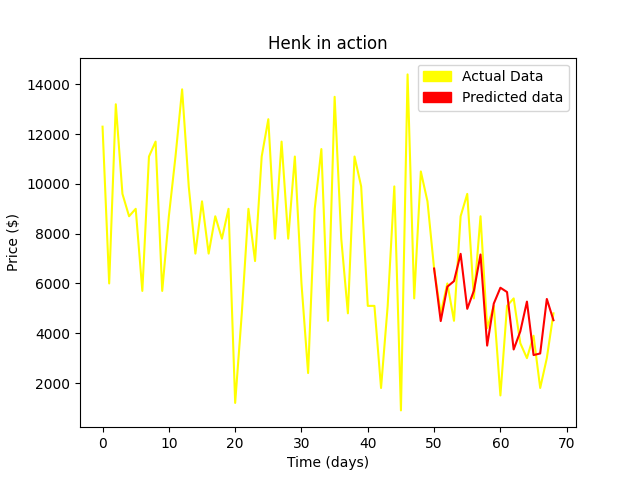 Henk in action
Actual Data
Predicted data
Price ($)
14000
12000
10000
8000
6000
4000
2000
0 10 20 30 40 50 60 70
Time (days)